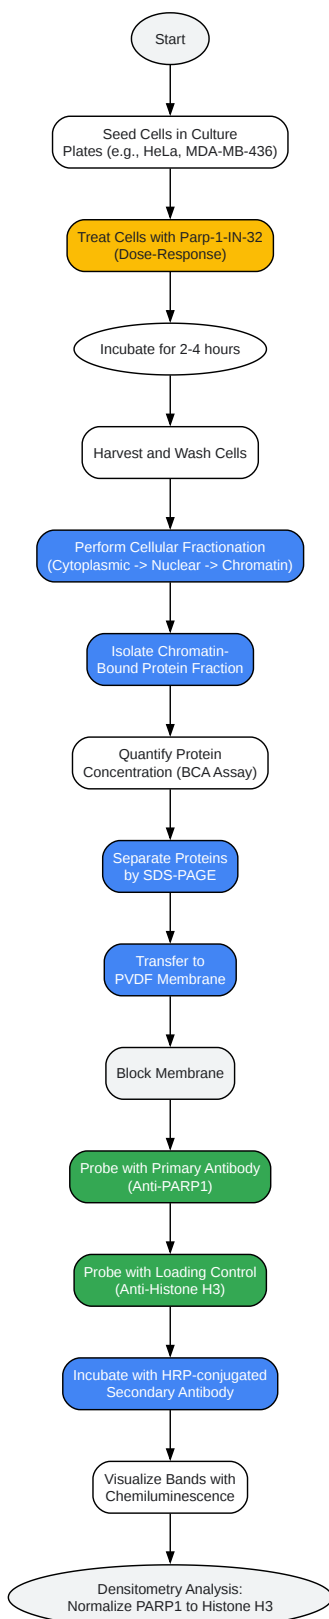 Start
Seed Cells in Culture
Plates (e.g., HeLa, MDA-MB-436)
Treat Cells with Parp-1-IN-32
(Dose-Response)
Incubate for 2-4 hours
Harvest and Wash Cells
Perform Cellular Fractionation
(Cytoplasmic -> Nuclear -> Chromatin)
Isolate Chromatin-
Bound Protein Fraction
Quantify Protein
Concentration (BCA Assay)
Separate Proteins
by SDS-PAGE
Transfer to
PVDF Membrane
Block Membrane
Probe with Primary Antibody
(Anti-PARP1)
Probe with Loading Control
(Anti-Histone H3)
Incubate with HRP-conjugated
Secondary Antibody
Visualize Bands with
Chemiluminescence
Densitometry Analysis:
Normalize PARP1 to Histone H3